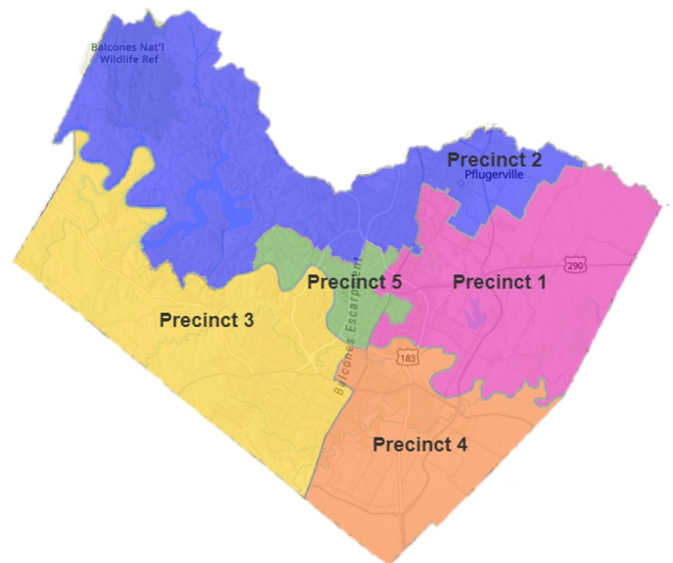 Balcones Nat'l
Wildlife Ref
Precinct 2
Pflugerville
290
Precinct 5
Precinct 1
Precinct 3
Balcones Escarpment
183
Precinct 4